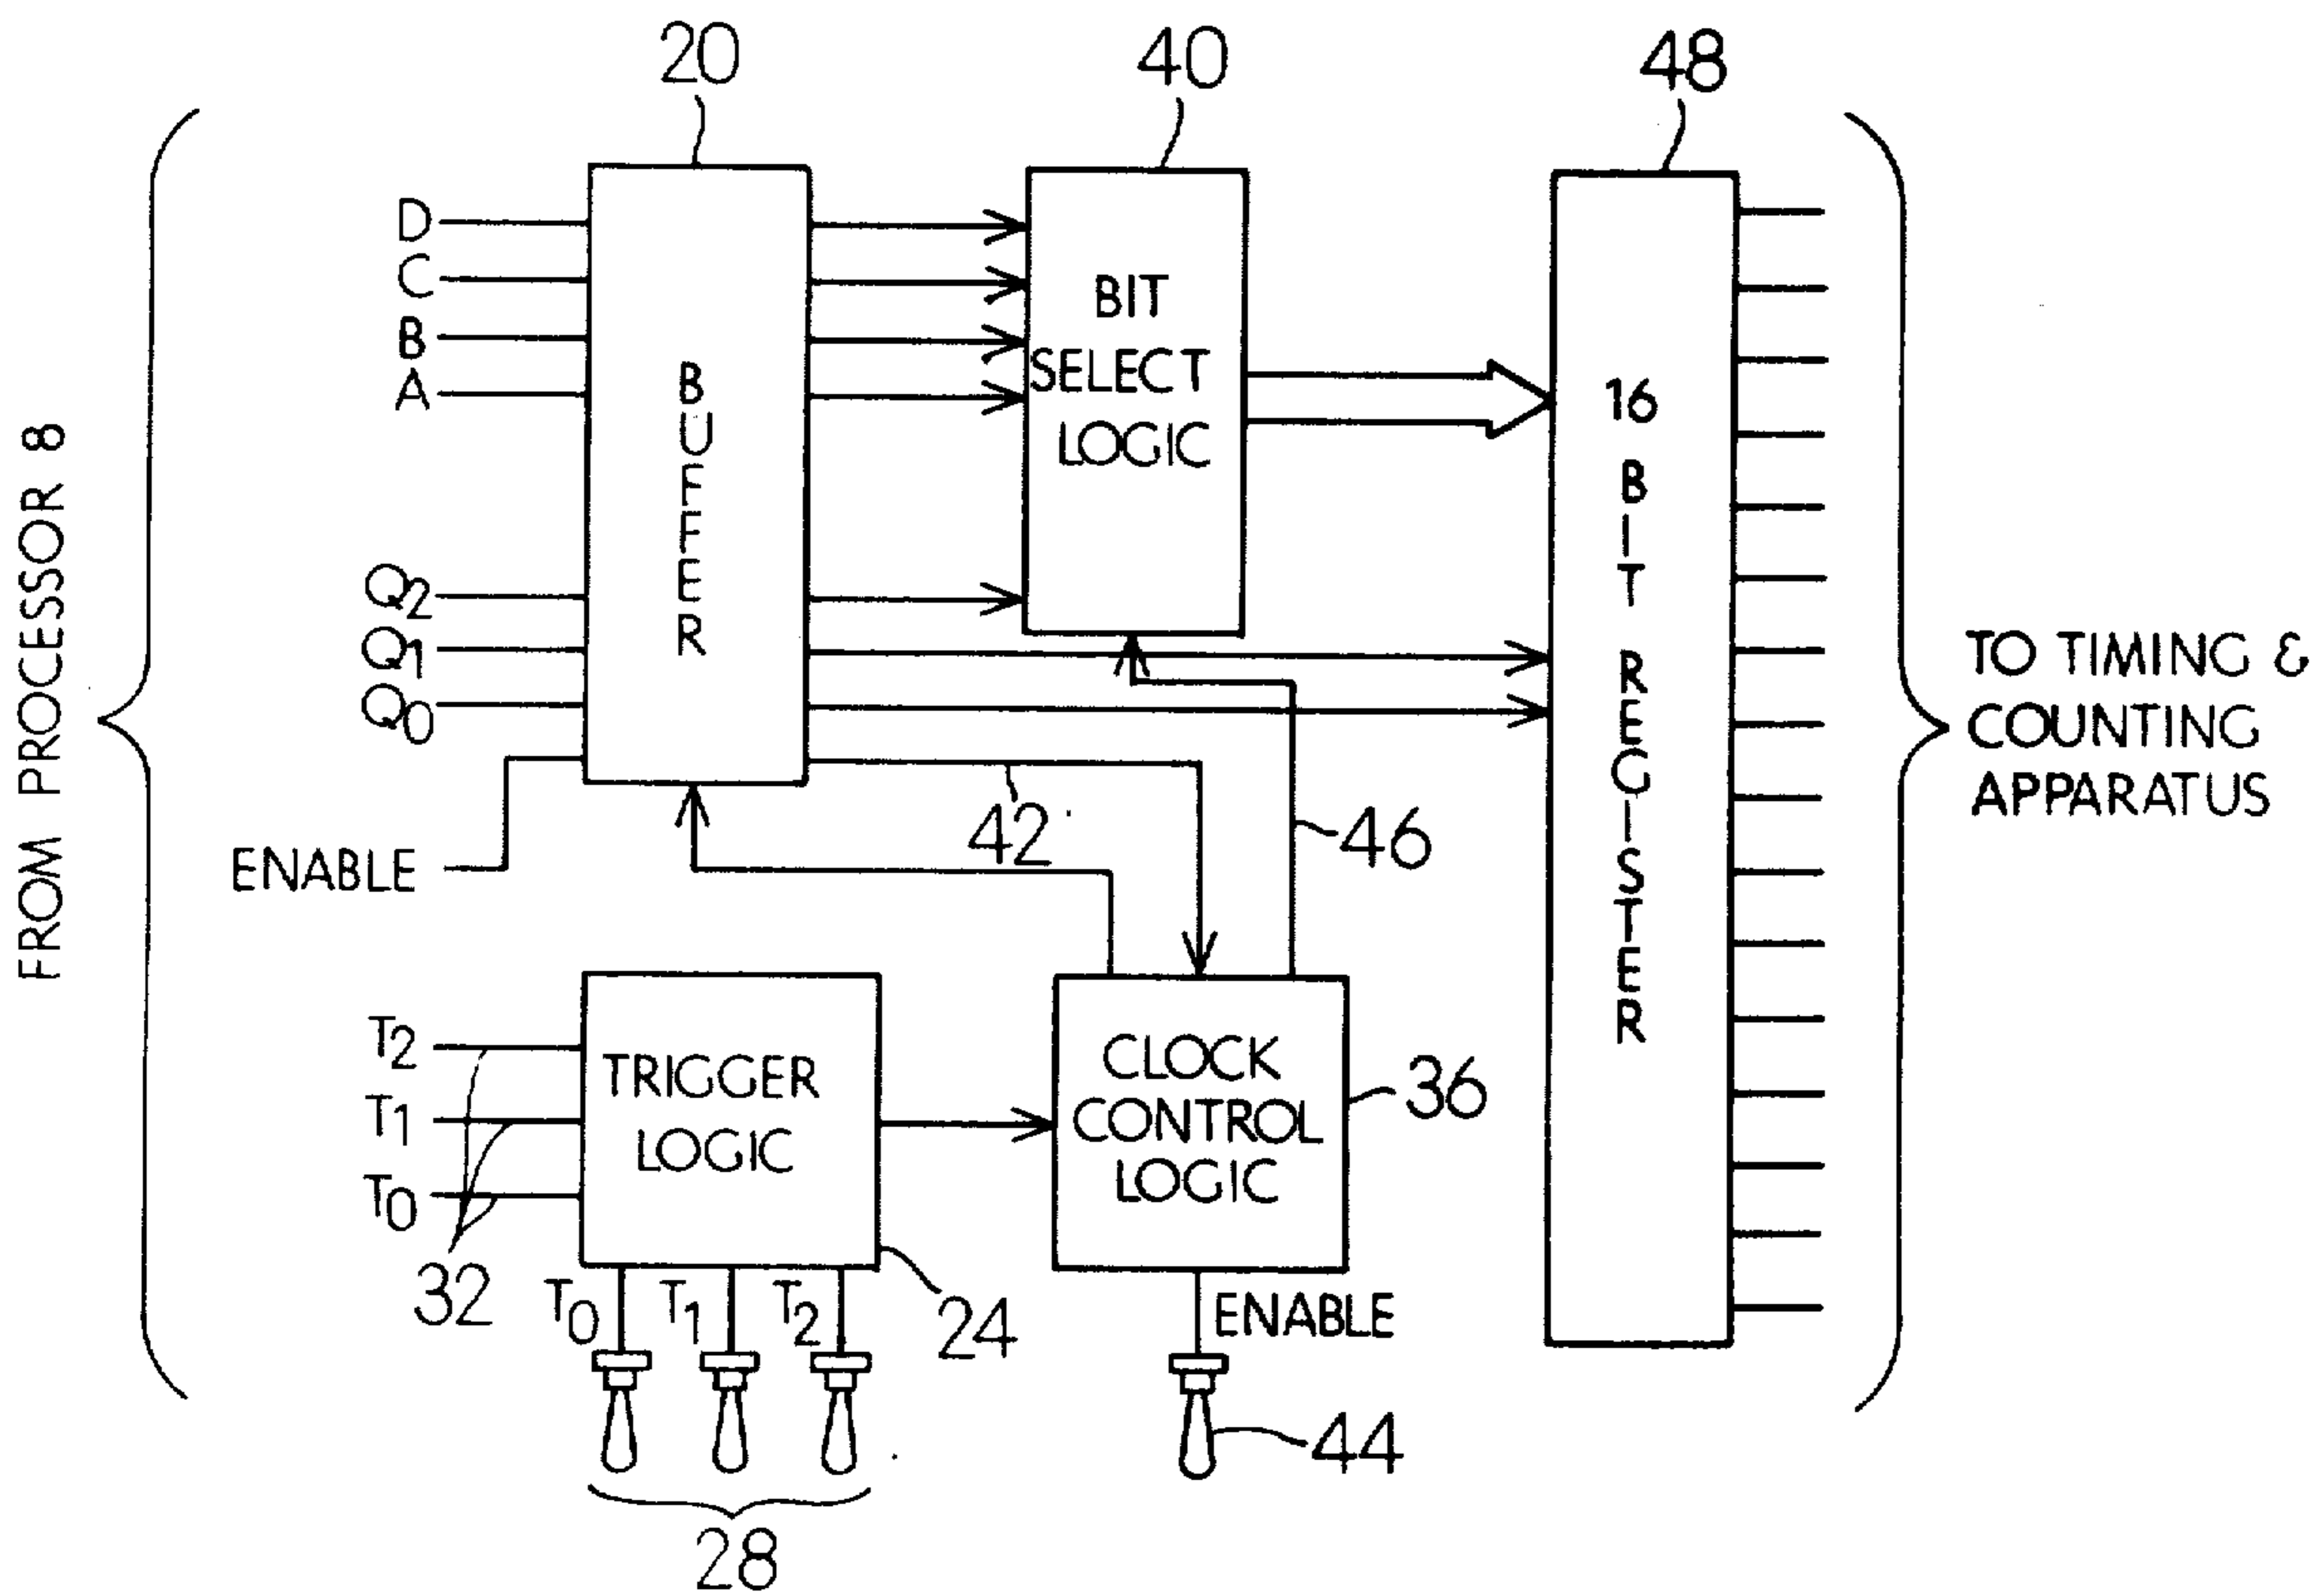 20
40
48
FROM PROCESSOR 8
D
C
B
A
Q2
Q1
Q0
ENABLE
BUFFER
BIT
SELECT
LOGIC
16 BIT REGISTER
TO TIMING &
COUNTING
APPARATUS
42
46
T2
T1
T0
32
TRIGGER
LOGIC
CLOCK
CONTROL
LOGIC
36
T0 T1 T2
24
ENABLE
44
28